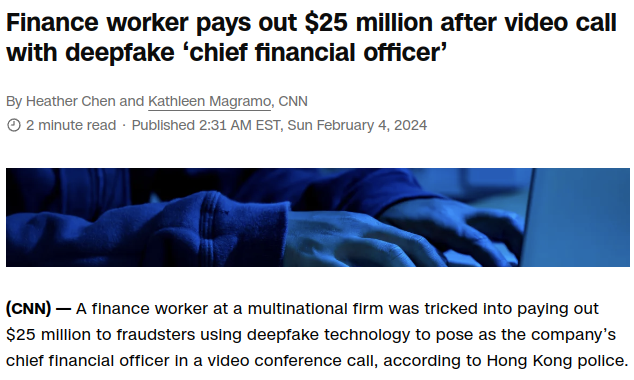 Finance worker pays out $25 million after video call
with deepfake ‘chief financial officer’
By Heather Chen and Kathleen Magramo, CNN
2 minute read · Published 2:31 AM EST, Sun February 4, 2024
(CNN) — A finance worker at a multinational firm was tricked into paying out
$25 million to fraudsters using deepfake technology to pose as the company’s
chief financial officer in a video conference call, according to Hong Kong police.